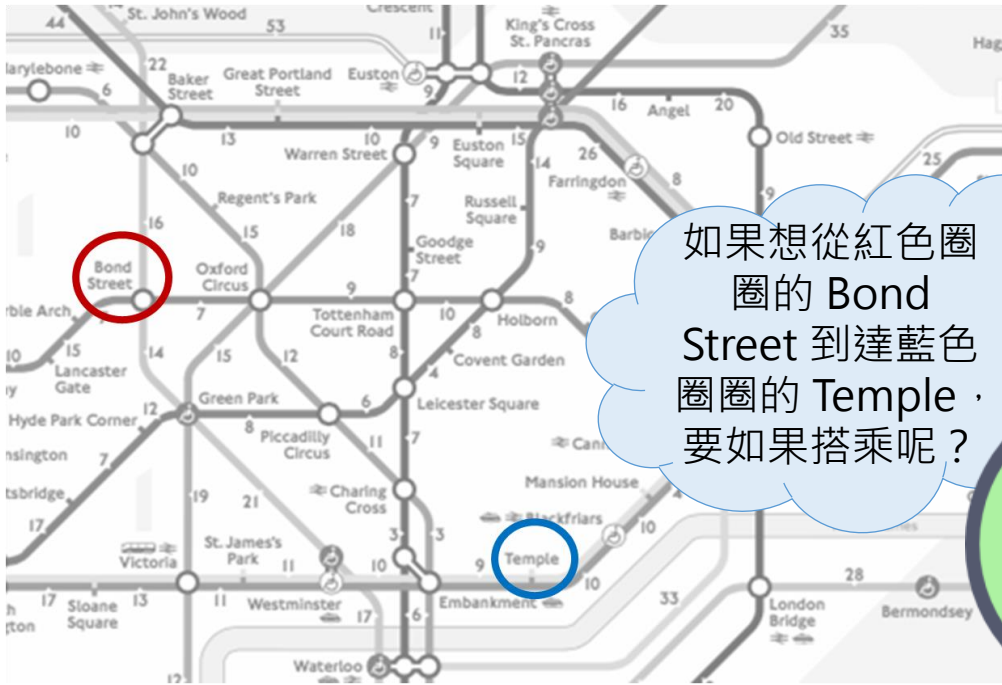 44
St. John's Wood
53
Crescent
11
King's Cross
St. Pancras
35
Hag
Marylebone
6
22
Baker
Street
Great Portland
Street
Euston
9
12
16
Angel
20
Old Street
10
13
10
Warren Street
9
Euston
Square
15
14
26
Farringdon
8
25
9
10
Regent's Park
7
Russell
Square
Barbic
16
15
18
Goodge
Street
9
Bond
Street
Oxford
Circus
7
9
10
8
ble Arch
7
Tottenham
Court Road
Holborn
10
15
Lancaster
Gate
14
15
12
8
8
4
Covent Garden
Hyde Park Corner
12
Green Park
8
Piccadilly
Circus
6
Leicester Square
nsington
7
11
7
Cann
tsbridge
17
19
21
Charing
Cross
Mansion House
4
Blackfriars
10
3
3
Victoria
St. James's
Park
11
10
9
Temple
10
28
17
Sloane
Square
13
11
Westminster
17
Embankment
6
33
London
Bridge
Bermondsey
gton
12
Waterloo
如果想從紅色圈
圈的 Bond
Street 到達藍色
圈圈的 Temple，
要如果搭乘呢？